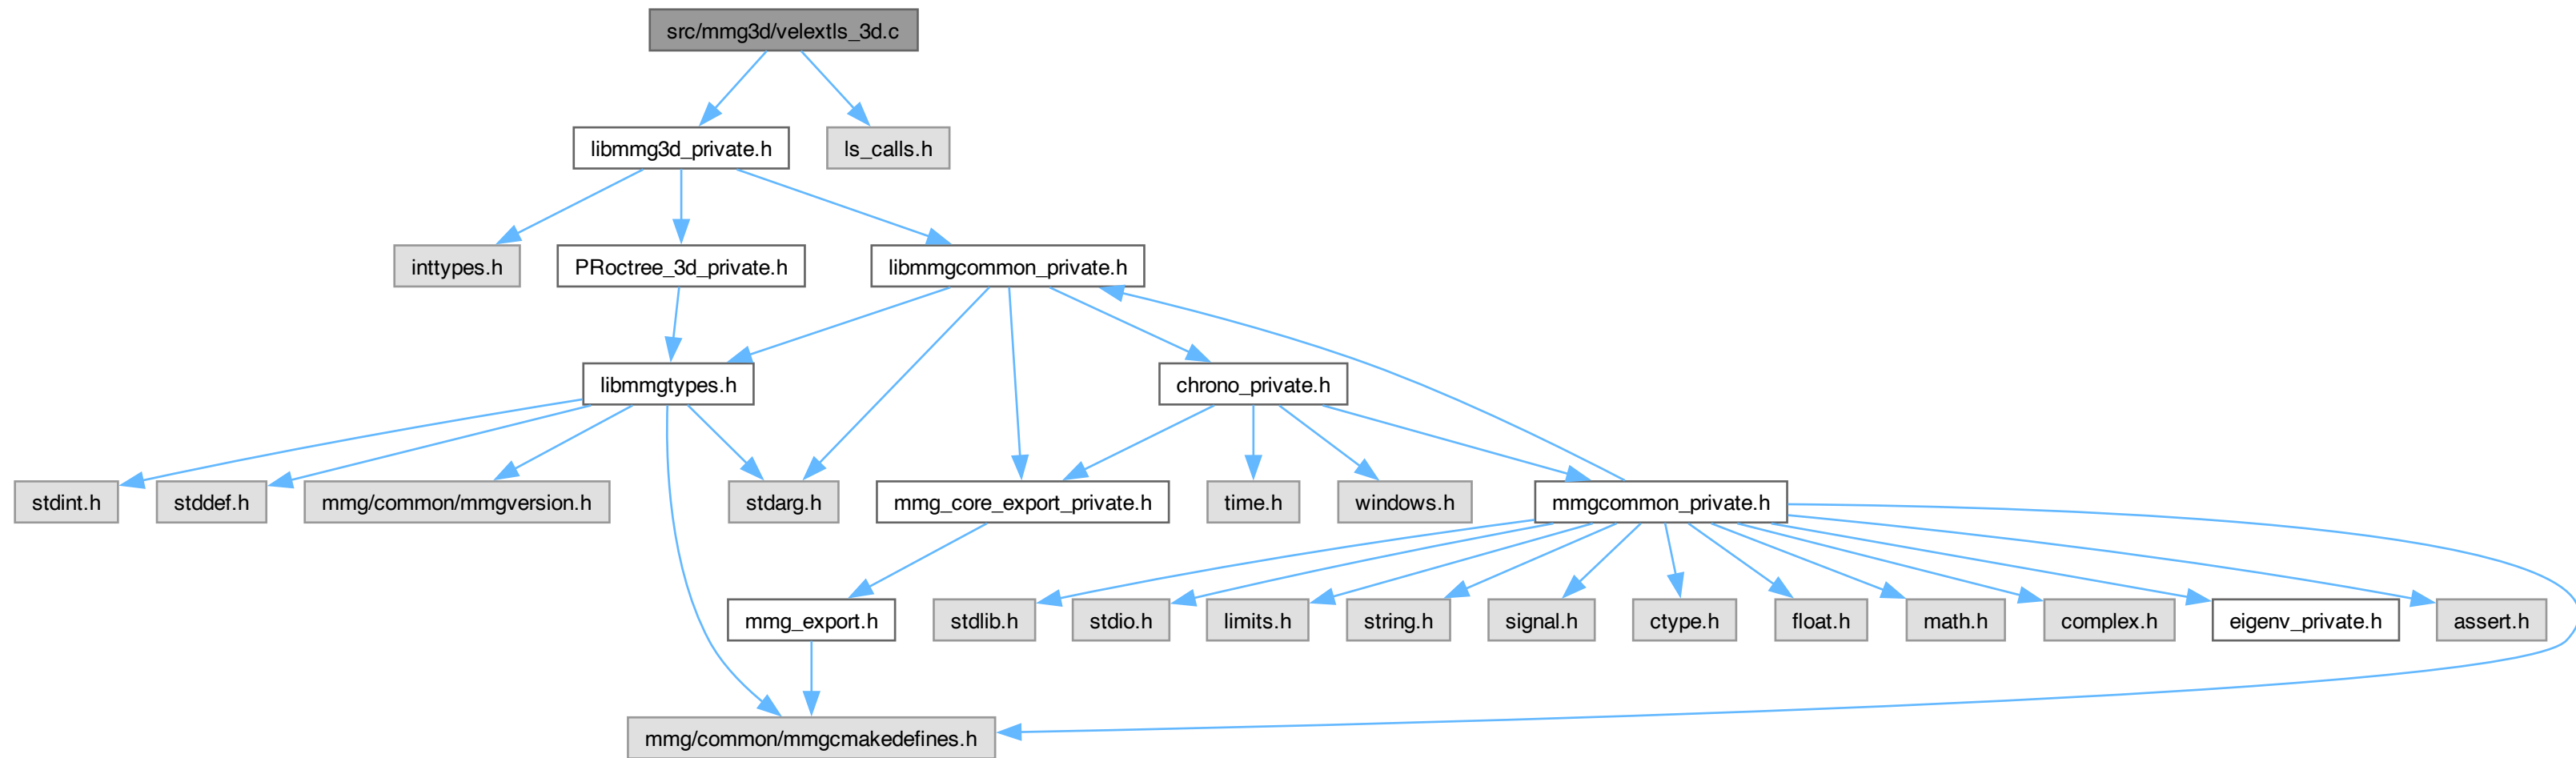 src/mmg3d/velextls_3d.c
libmmg3d_private.h
ls_calls.h
inttypes.h
PRoctree_3d_private.h
libmmgcommon_private.h
libmmgtypes.h
chrono_private.h
stdint.h
stddef.h
mmg/common/mmgversion.h
stdarg.h
mmg_core_export_private.h
time.h
windows.h
mmgcommon_private.h
mmg_export.h
stdlib.h
stdio.h
limits.h
string.h
signal.h
ctype.h
float.h
math.h
complex.h
eigenv_private.h
assert.h
mmg/common/mmgcmakedefines.h